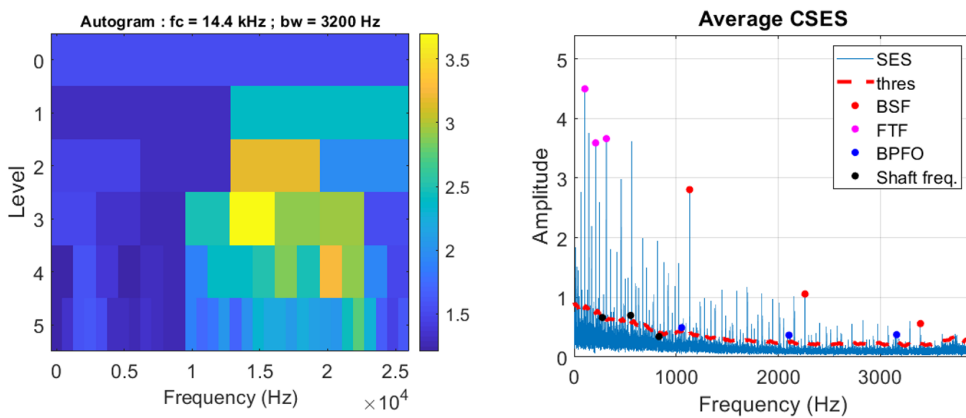 Autogram : fc = 14.4 kHz ; bw = 3200 Hz
Level
0
1
2
3
4
5
0
0.5
1
1.5
2
2.5
Frequency (Hz)
×10⁴
3.5
3
2.5
2
1.5
Average CSES
Amplitude
5
4
3
2
1
0
0
1000
2000
3000
Frequency (Hz)
SES
thres
BSF
FTF
BPFO
Shaft freq.